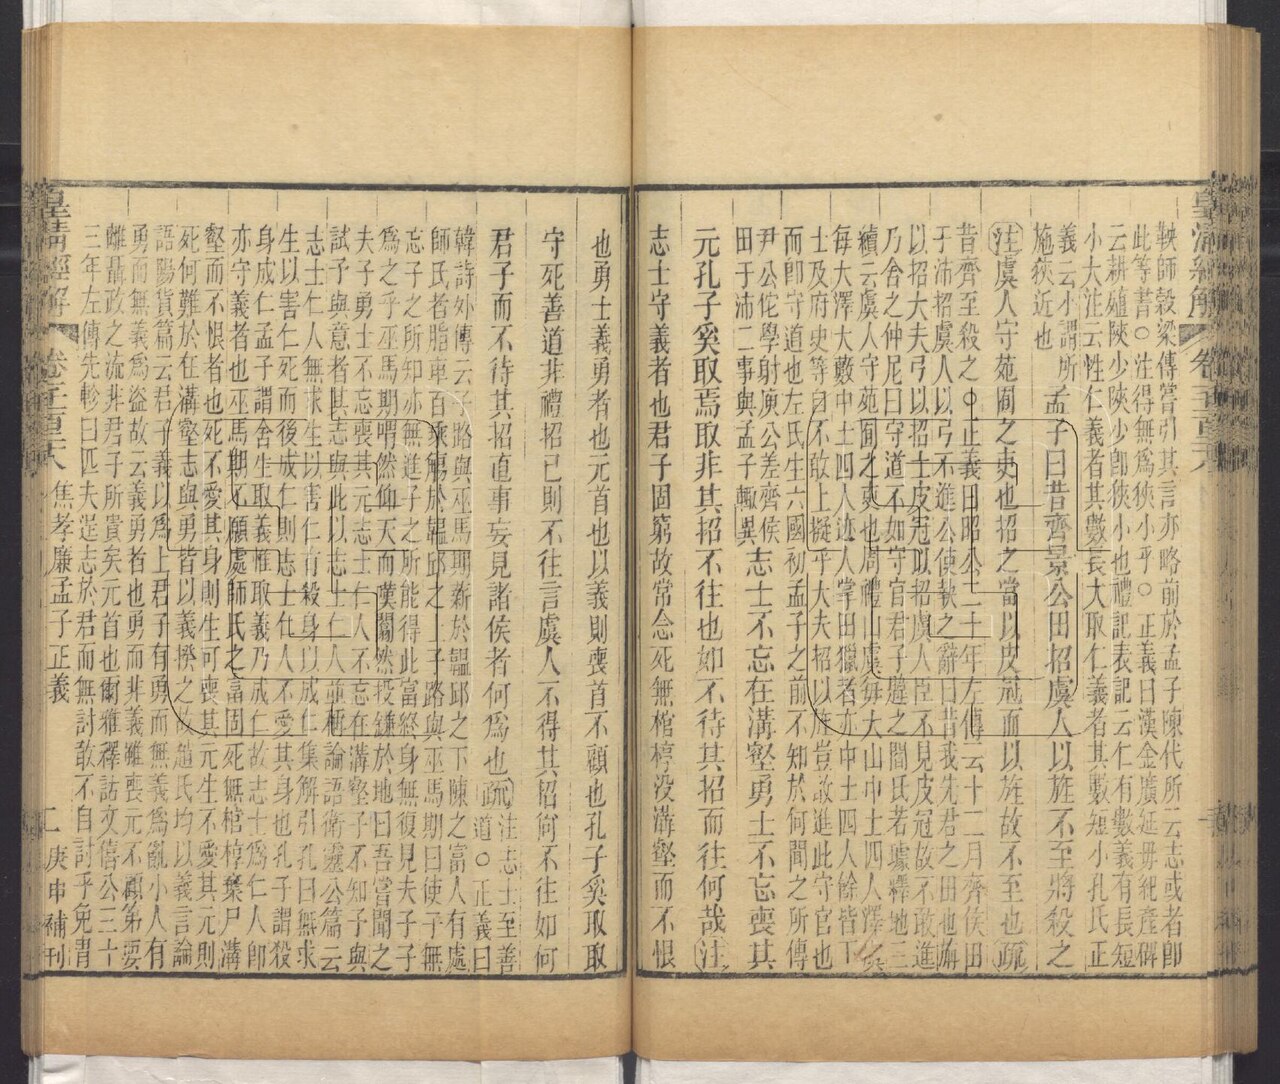 鞅師穀梁傳嘗引其言亦略前於孟子陳代所云志或者卽
此等書○注得無爲狹小乎○正義曰漢金廣延毋紀產碑
云耕殖陜少陜少卽狹小也禮記表記云仁有數義有長短
小大注云性仁義者其數長大取仁義者其數短小孔氏正
義云小謂所
施狹近也
孟子曰昔齊景公田招虞人以旌不至將殺之
注虞人守苑囿之吏也招之當以皮冠而以旌故不至也疏
昔齊至殺之○正義曰昭公二十年左傳云十二月齊侯田
于沛招虞人以弓不進公使執之辭曰昔我先君之田也旃
以招大夫弓以招士皮冠以招虞人臣不見皮冠故不敢進
乃舍之仲尼曰守道不如守官君子韙之閻氏若璩釋地三
續云虞人守苑囿之吏也周禮山虞每大山中士四人澤虞
每大澤大藪中士四人迹人掌田獵者亦中士四人餘皆下
士及府史等自不敢上擬乎大夫招以旌豈敢進此守官也
而卽守道也左氏生六國初孟子之前不知於何聞之所傳
尹公佗學射庾公差齊侯
田于沛二事與孟子輙異
志士不忘在溝壑勇士不忘喪其
元孔子奚取焉取非其招不往也如不待其招而往何哉注
志士守義者也君子固窮故常念死無棺椁沒溝壑而不恨
也勇士義勇者也元首也以義則喪首不顧也孔子奚取取
守死善道非禮招己則不往言虞人不得其招尙不往如何
君子而不待其招直事妄見諸侯者何爲也疏
注志士至善
道○正義曰
韓詩外傳云子路與巫馬期薪於韞邱之下陳之富人有處
師氏者脂車百乘觴於韞邱之上子路與巫馬期曰使子無
忘子之所知亦無進子之所能得此富終身無復見夫子子
爲之乎巫馬期喟然仰天而嘆闟然投鐮於地曰吾嘗聞之
夫子勇士不忘喪其元志士仁人不忘在溝壑子不知子與
試予與意者其志與此以志士仁人並稱論語衛靈公篇云
志士仁人無求生以害仁有殺身以成仁集解引孔曰無求
生以害仁死而後成仁則志士仁人不愛其身也孔子謂殺
身成仁孟子謂舍生取義惟取義乃成仁故志士爲仁人卽
亦守義者也巫馬期不願處師氏之富固死無棺椁棄尸溝
壑而不恨者也死不愛其身則生可喪其元生不愛其元則
死何難於在溝壑志與勇皆以義揆之故趙氏均以義言論
語陽貨篇云君子義以爲上君子有勇而無義爲亂小人有
勇而無義爲盜故云義勇者也勇而非義雖喪元不顧第耍
離聶政之流非君子所貴矣元首也爾雅釋詁文僖公三十
三年左傳先軫曰匹夫逞志於君而無討敢不自討乎免冑
皇清經解
卷千百六
焦孝廉孟子正義
庚申補刊